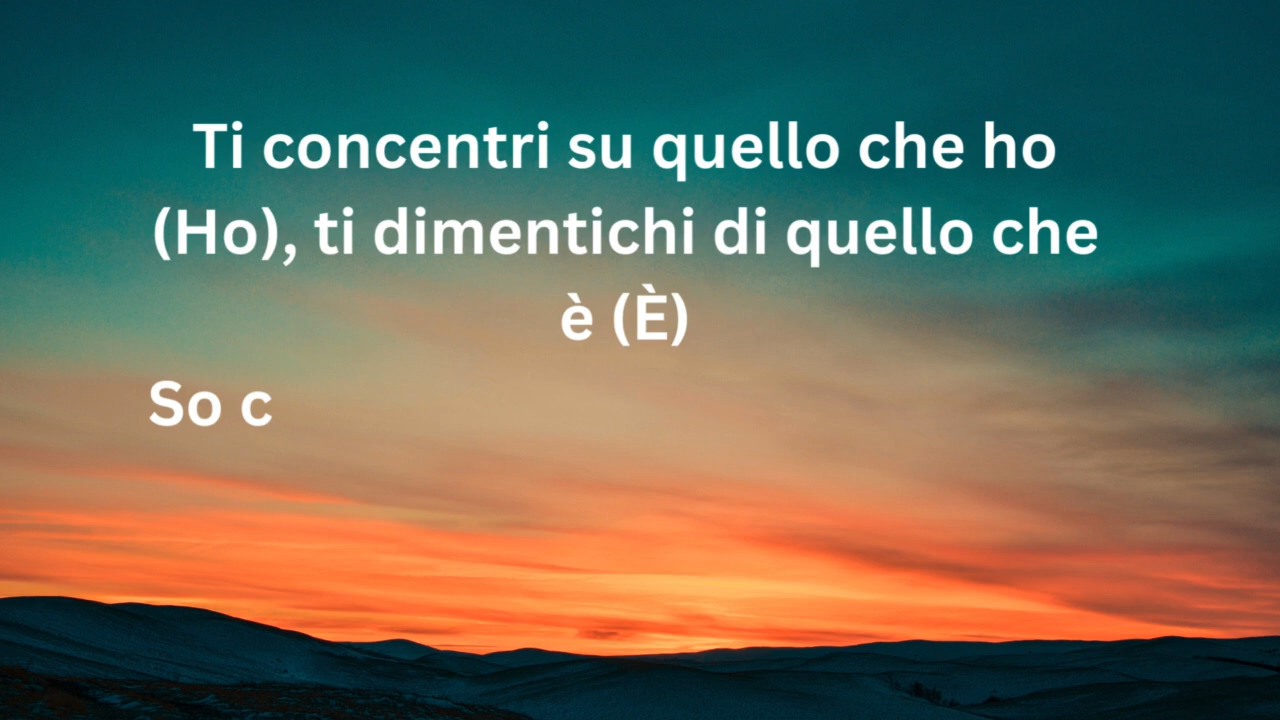 Ti concentri su quello che ho
(Ho), ti dimentichi di quello che
è (È)
So c